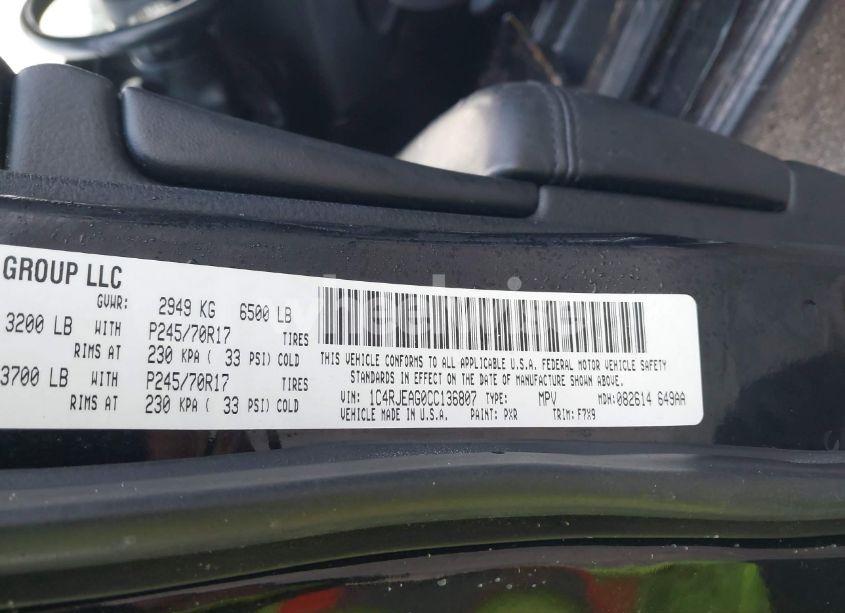 GROUP LLC
GVWR: 2949 KG 6500 LB
3200 LB WITH P245/70R17 TIRES
RIMS AT 230 KPA ( 33 PSI) COLD
3700 LB WITH P245/70R17 TIRES
RIMS AT 230 KPA ( 33 PSI) COLD
THIS VEHICLE CONFORMS TO ALL APPLICABLE U.S.A. FEDERAL MOTOR VEHICLE SAFETY
STANDARDS IN EFFECT ON THE DATE OF MANUFACTURE SHOWN ABOVE.
VIN: 1C4RJEAG0CC136807 TYPE: MPV MDH: 082614 649AA
VEHICLE MADE IN U.S.A. PAINT: PXR TRIM: F7X9